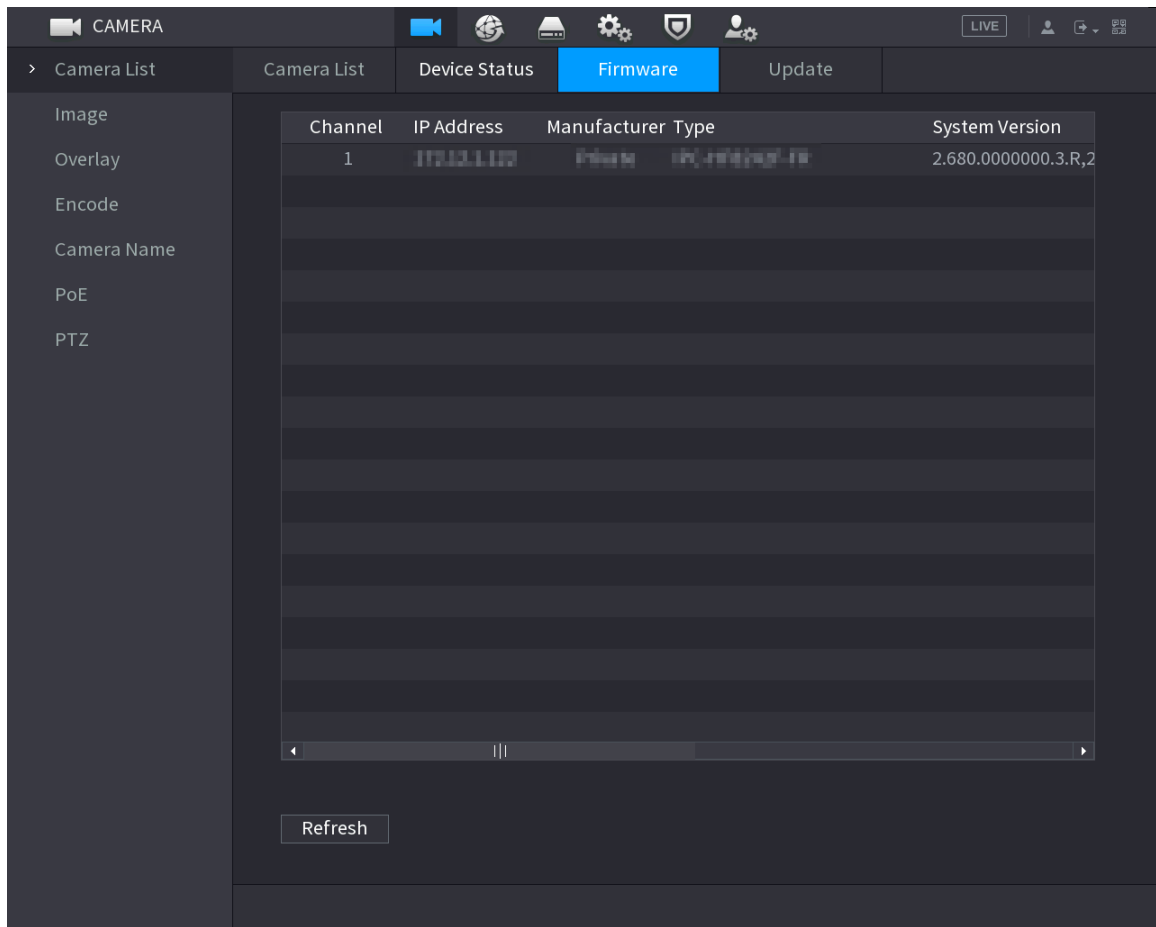 CAMERA LIVE
Camera List
Image
Overlay
Encode
Camera Name
PoE
PTZ
Camera List Device Status Firmware Update
Channel IP Address Manufacturer Type System Version
1 2.680.0000000.3.R,2
Refresh